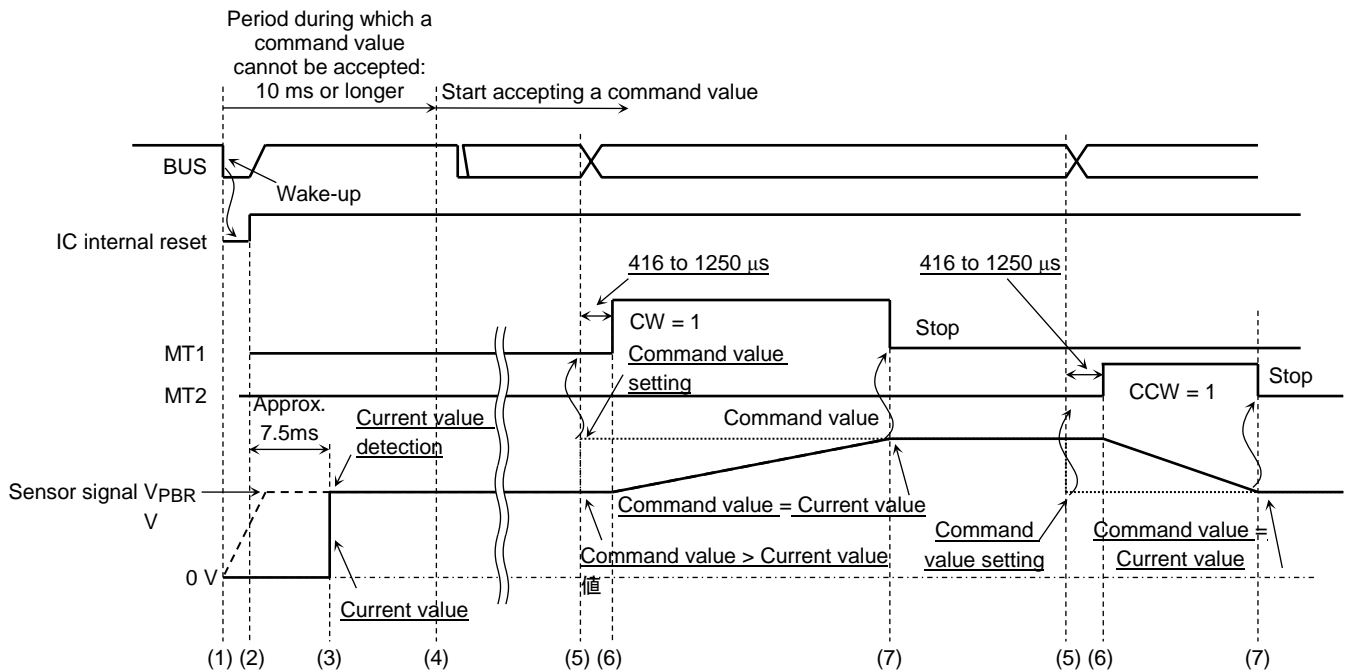 Period during which a
command value
cannot be accepted:
10 ms or longer
Start accepting a command value
BUS
Wake-up
IC internal reset
416 to 1250 μs
416 to 1250 μs
CW = 1
Stop
MT1
Command value
setting
MT2
CCW = 1
Stop
Approx.
7.5ms
Current value
detection
Command value
Sensor signal VPBR
V
Command value = Current value
Command
value setting
Command value =
Current value
Command value > Current value
値
0 V
Current value
(1) (2) (3) (4) (5) (6) (7) (5) (6) (7)